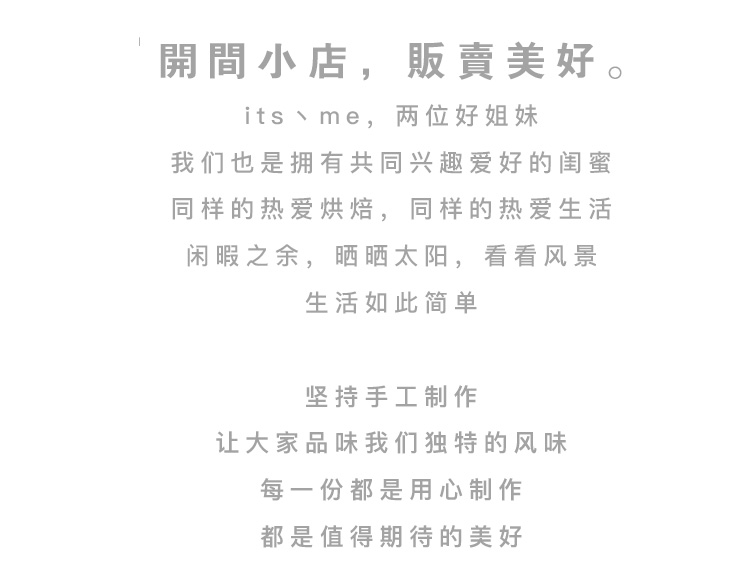 開間小店，販賣美好。
its丶me，两位好姐妹
我们也是拥有共同兴趣爱好的闺蜜
同样的热爱烘焙，同样的热爱生活
闲暇之余，晒晒太阳，看看风景
生活如此简单
坚持手工制作
让大家品味我们独特的风味
每一份都是用心制作
都是值得期待的美好